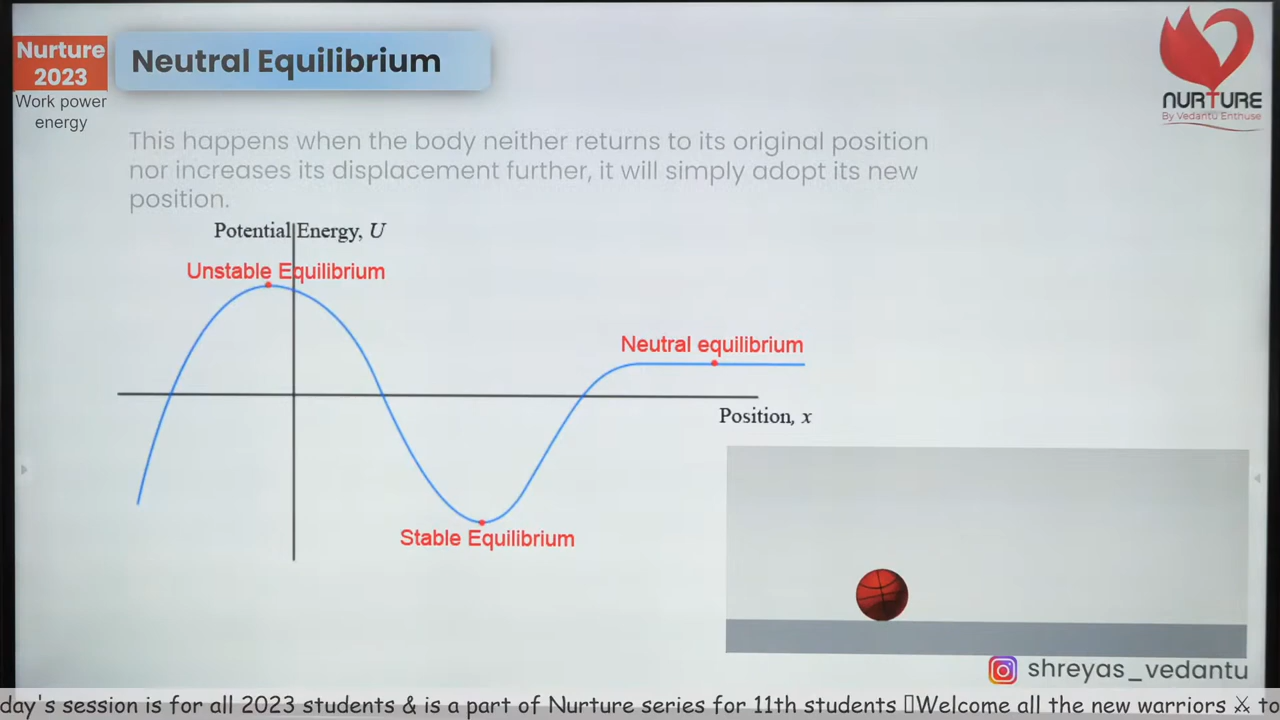 Nurture
2023
Work power
energy
Neutral Equilibrium
NURTURE
By Vedantu Enthuse
This happens when the body neither returns to its original position
nor increases its displacement further, it will simply adopt its new
position.
Potential Energy, U
Unstable Equilibrium
Neutral equilibrium
Position, x
Stable Equilibrium
shreyas_vedantu
day's session is for all 2023 students & is a part of Nurture series for 11th students Welcome all the new warriors ⚔ to